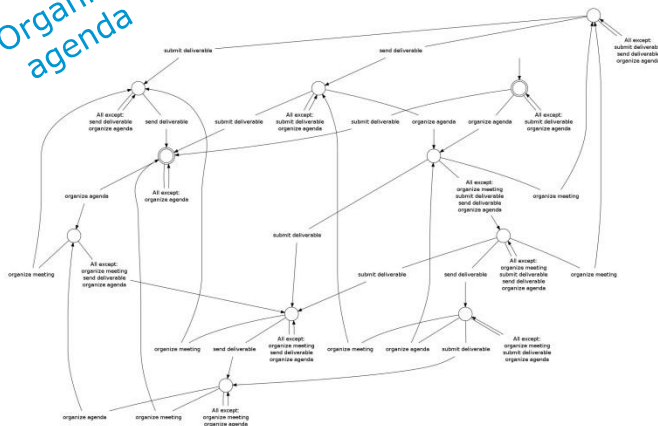 Organi
agenda
All except:
submit deliverable
send deliverable
organize agenda
submit deliverable
send deliverable
All except:
send deliverable
organize agenda
send deliverable
submit deliverable
All except:
submit deliverable
organize agenda
submit deliverable
organize agenda
organize agenda
All except:
submit deliverable
organize agenda
organize agenda
All except:
organize agenda
All except:
organize meeting
submit deliverable
send deliverable
organize agenda
organize meeting
submit deliverable
organize meeting
All except:
organize meeting
send deliverable
organize agenda
submit deliverable
send deliverable
All except:
organize meeting
submit deliverable
send deliverable
organize agenda
organize meeting
organize meeting
send deliverable
All except:
organize meeting
send deliverable
organize agenda
organize meeting
organize agenda
submit deliverable
All except:
organize meeting
submit deliverable
organize agenda
organize agenda
organize meeting
All except:
organize meeting
organize agenda